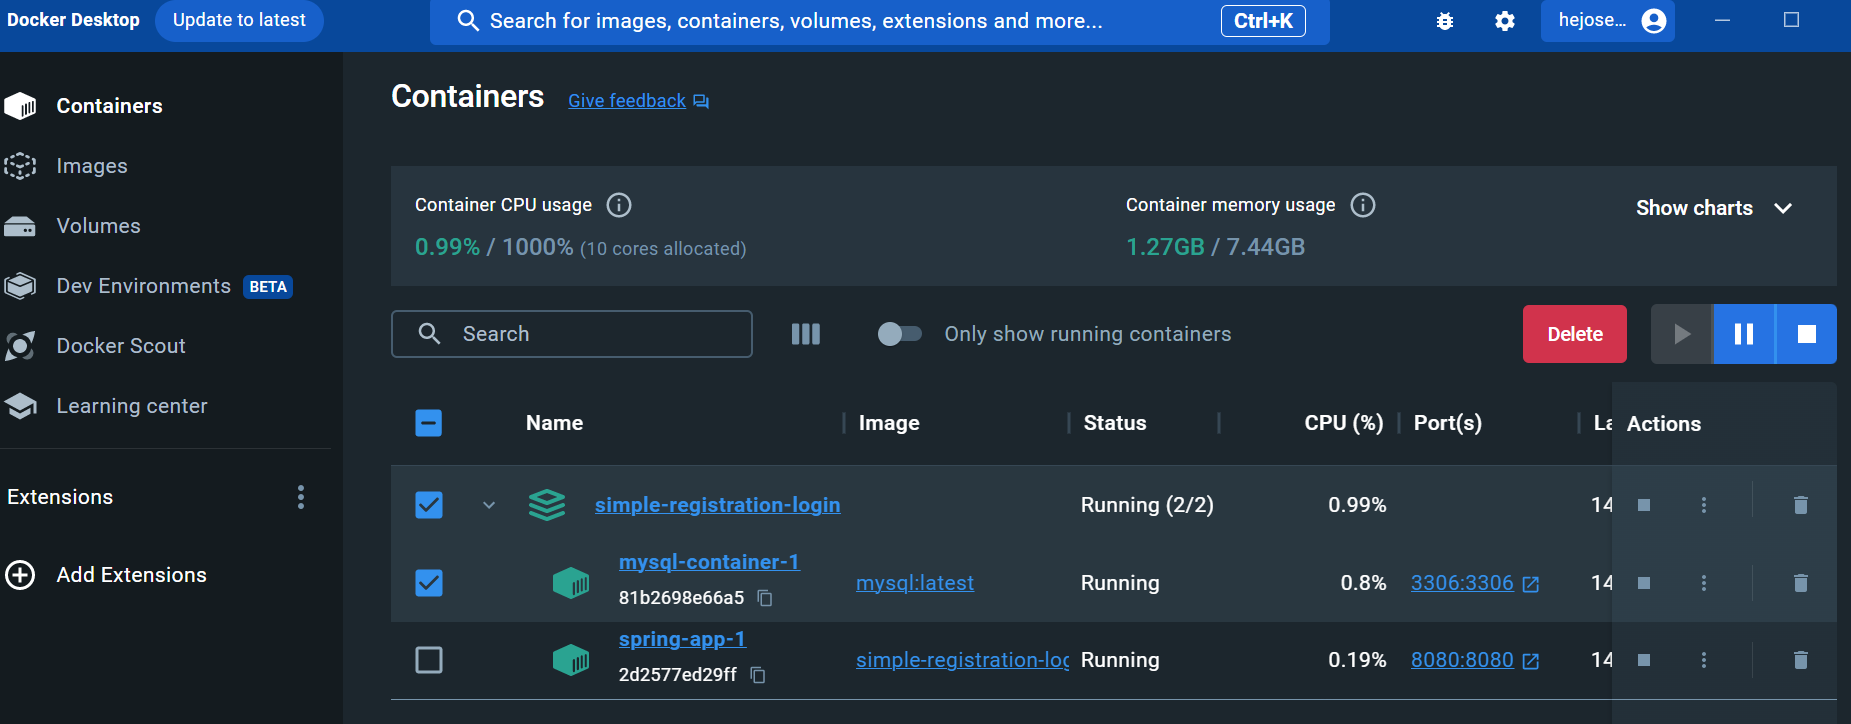 Docker Desktop Update to latest Search for images, containers, volumes, extensions and more... Ctrl+K hejose...
Containers
Images
Volumes
Dev Environments BETA
Docker Scout
Learning center
Extensions
Add Extensions
Containers Give feedback
Container CPU usage Container memory usage Show charts
0.99% / 1000% (10 cores allocated) 1.27GB / 7.44GB
Search Only show running containers Delete
Name Image Status CPU (%) Port(s) La Actions
simple-registration-login Running (2/2) 0.99% 14
mysql-container-1
81b2698e66a5 mysql:latest Running 0.8% 3306:3306 14
spring-app-1
2d2577ed29ff simple-registration-log Running 0.19% 8080:8080 14